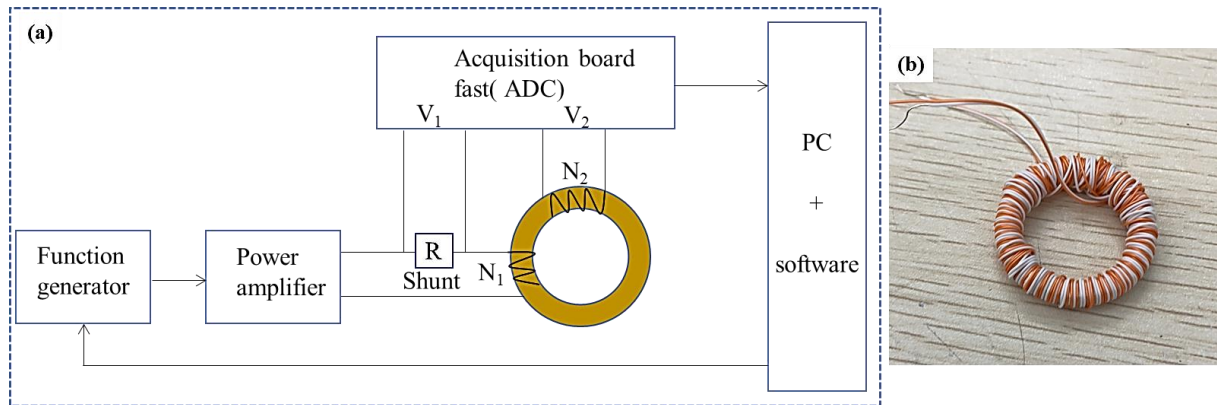 (a)
Acquisition board
fast( ADC)
V1
V2
N2
PC
+
software
(b)
Function
generator
Power
amplifier
R
Shunt
N1